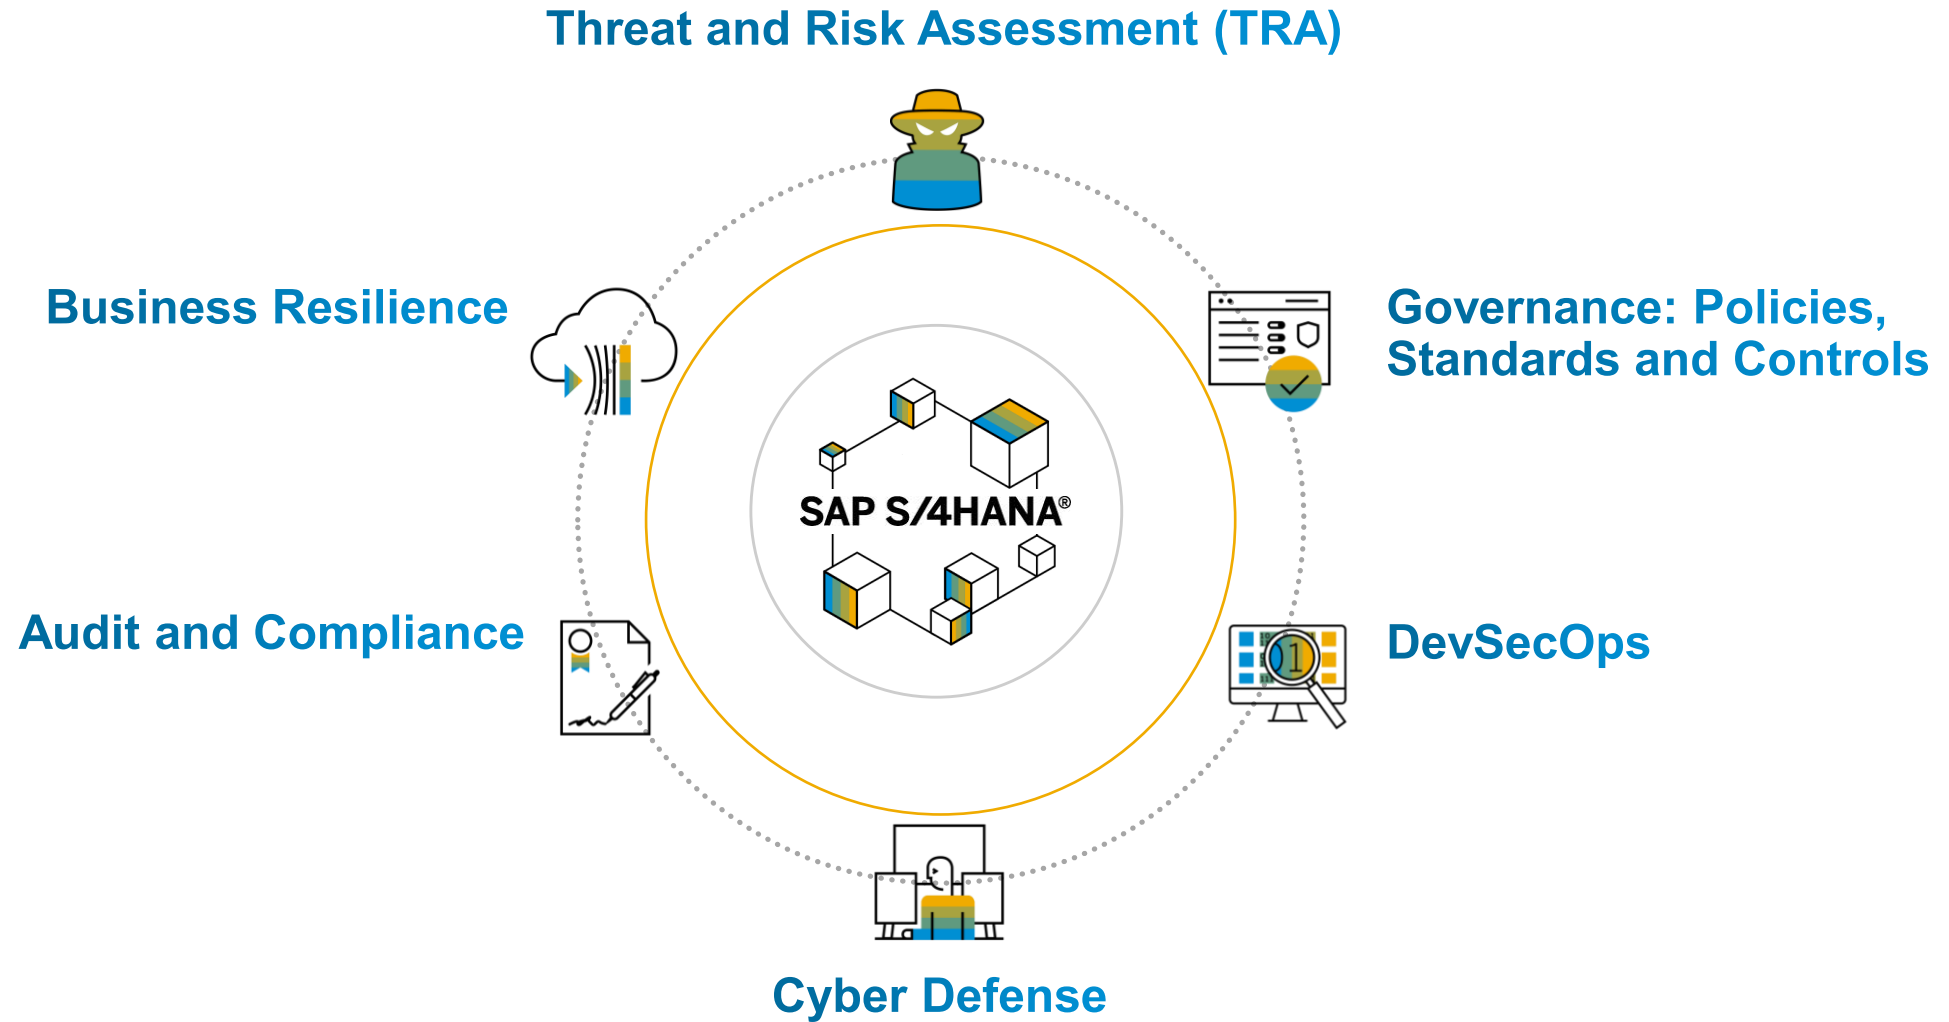 Threat and Risk Assessment (TRA)
Business Resilience
Governance: Policies,
Standards and Controls
SAP S/4HANA®
Audit and Compliance
DevSecOps
1
Cyber Defense